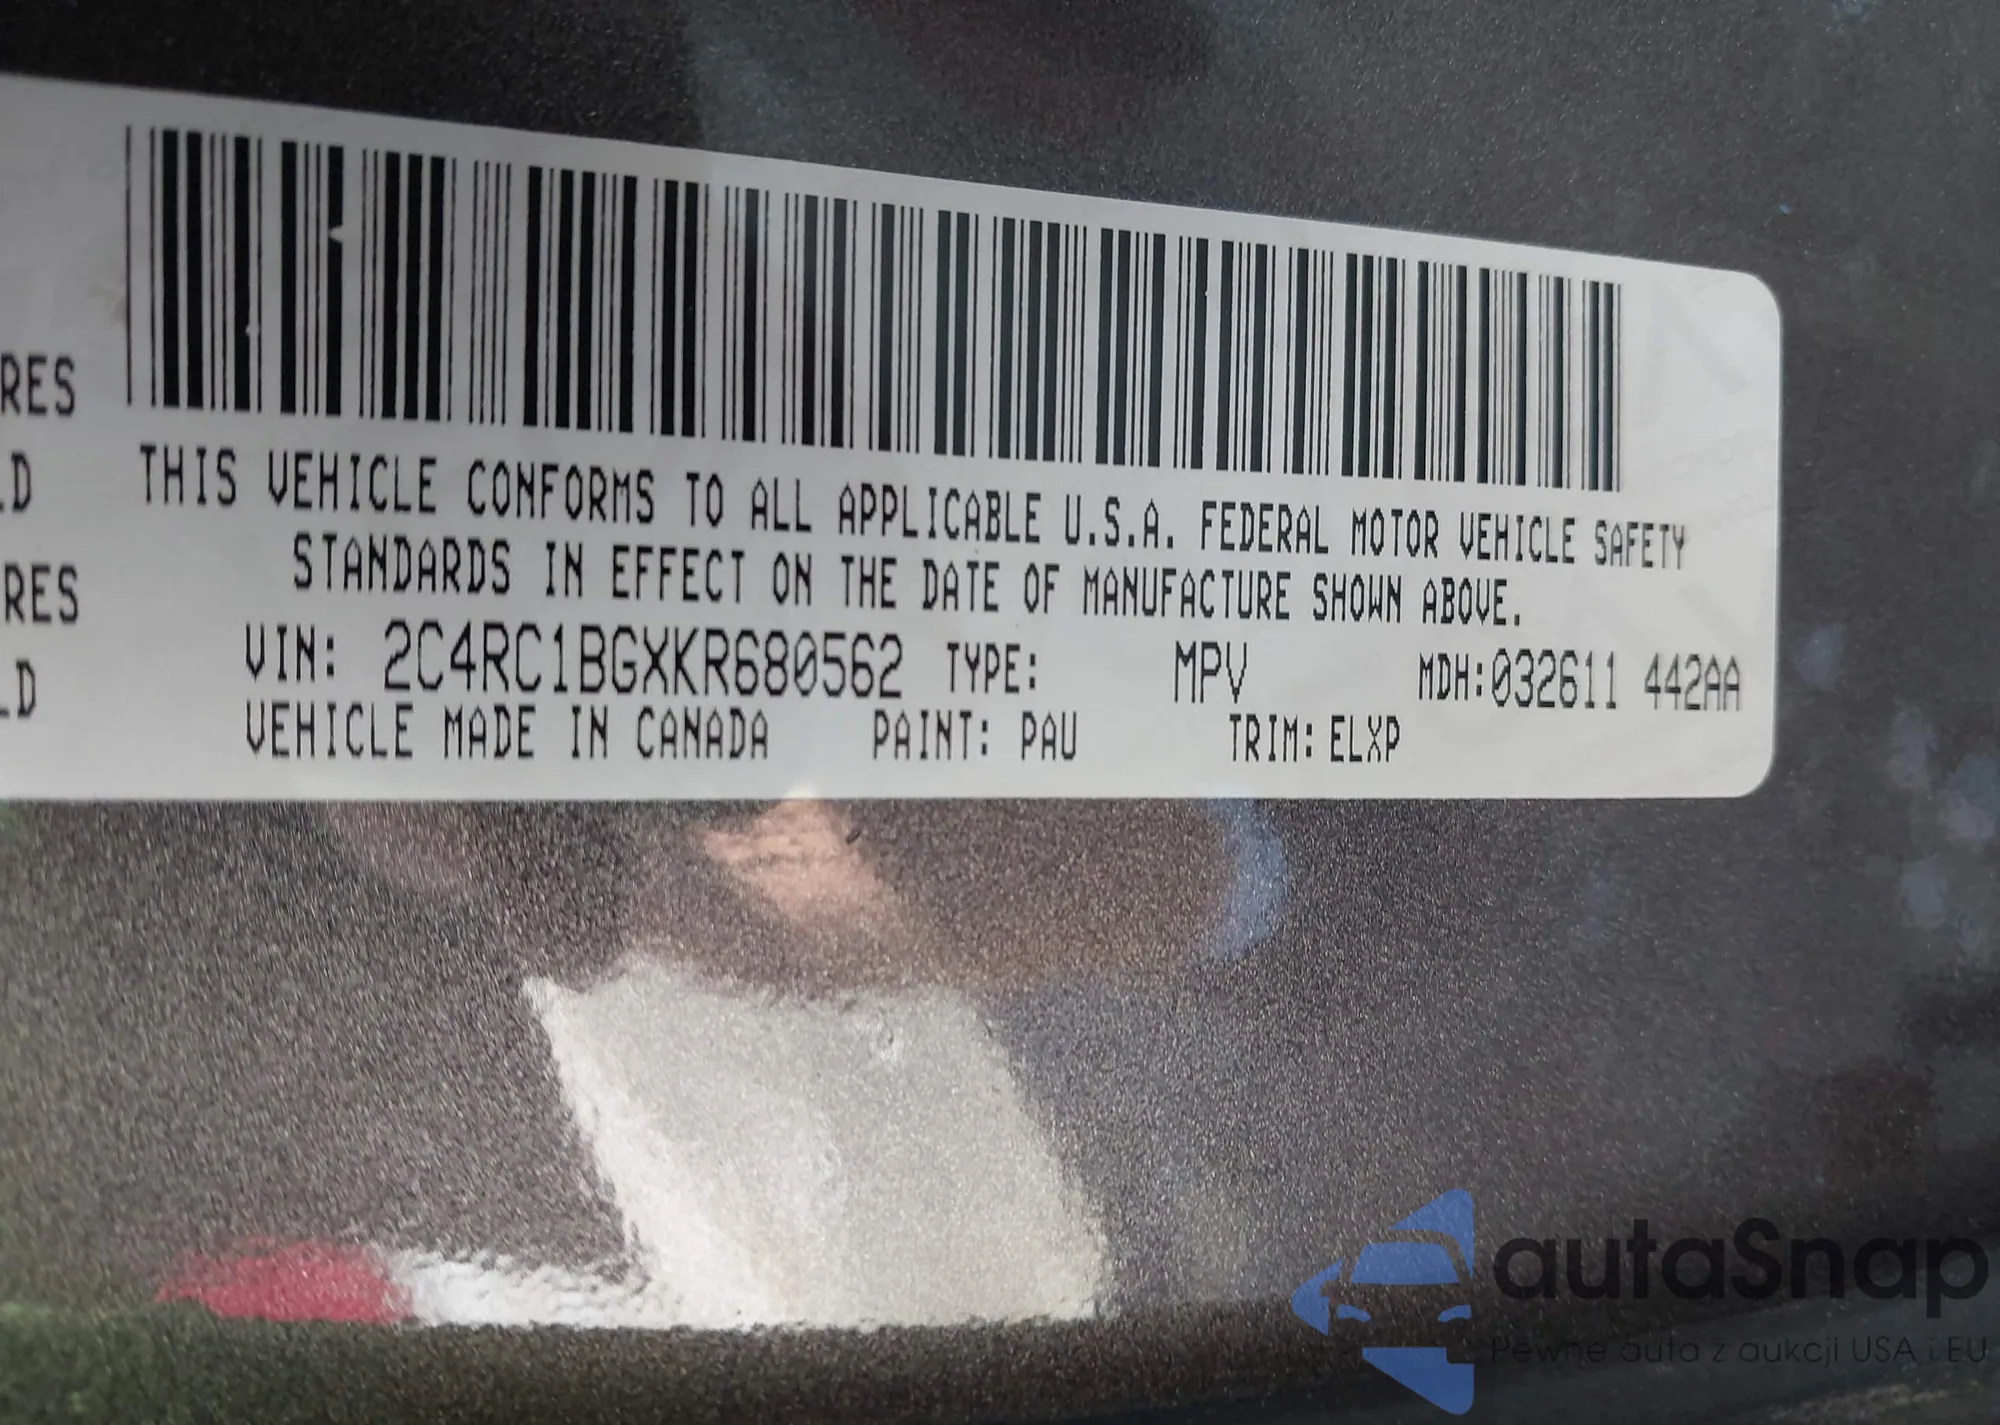 RES
LD
RES
LD
THIS VEHICLE CONFORMS TO ALL APPLICABLE U.S.A. FEDERAL MOTOR VEHICLE SAFETY
STANDARDS IN EFFECT ON THE DATE OF MANUFACTURE SHOWN ABOVE.
VIN: 2C4RC1BGXKR680562 TYPE: MPV MDH:032611 442AA
VEHICLE MADE IN CANADA PAINT: PAU TRIM: ELXP
autaSnap
Pewne auta z aukcji USA i EU